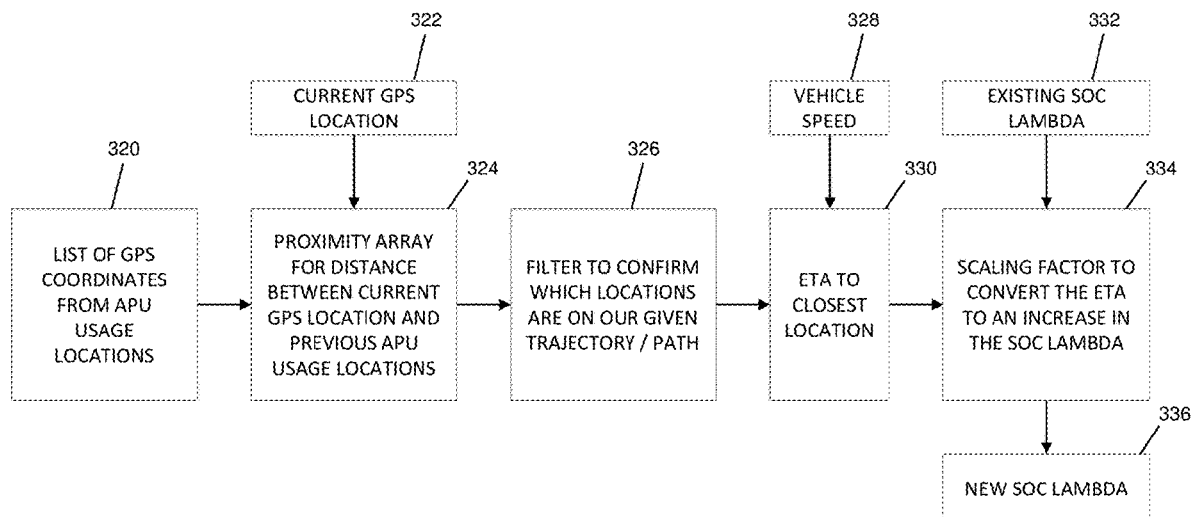 322
328
332
CURRENT GPS
LOCATION
VEHICLE
SPEED
EXISTING SOC
LAMBDA
320
324
326
330
334
LIST OF GPS
COORDINATES
FROM APU
USAGE
LOCATIONS
PROXIMITY ARRAY
FOR DISTANCE
BETWEEN CURRENT
GPS LOCATION AND
PREVIOUS APU
USAGE LOCATIONS
FILTER TO CONFIRM
WHICH LOCATIONS
ARE ON OUR GIVEN
TRAJECTORY / PATH
ETA TO
CLOSEST
LOCATION
SCALING FACTOR TO
CONVERT THE ETA
TO AN INCREASE IN
THE SOC LAMBDA
336
NEW SOC LAMBDA